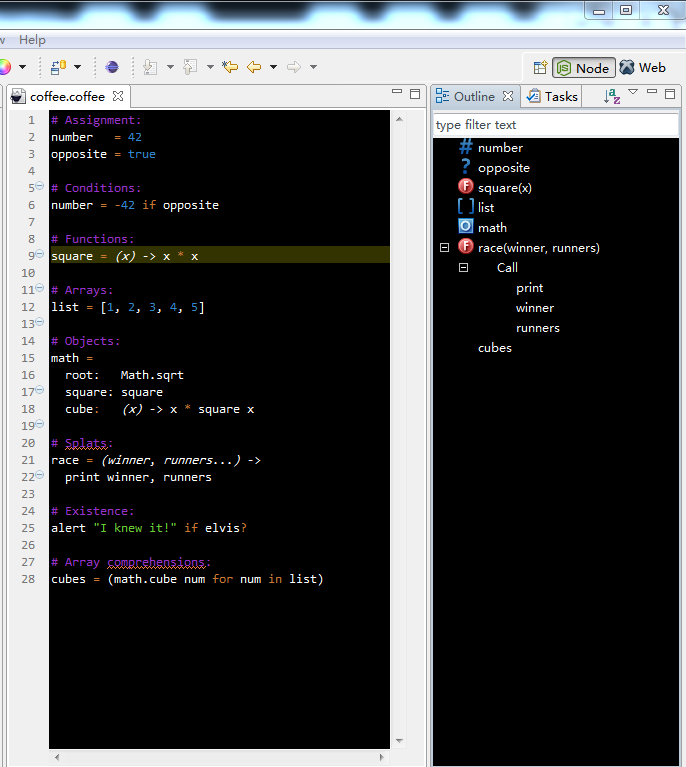 Help
Node
Web
coffee.coffee
1 # Assignment:
2 number   = 42
3 opposite = true
4
5 # Conditions:
6 number = -42 if opposite
7
8 # Functions:
9 square = (x) -> x * x
10
11 # Arrays:
12 list = [1, 2, 3, 4, 5]
13
14 # Objects:
15 math =
16   root:   Math.sqrt
17   square: square
18   cube:   (x) -> x * square x
19
20 # Splats:
21 race = (winner, runners...) ->
22   print winner, runners
23
24 # Existence:
25 alert "I knew it!" if elvis?
26
27 # Array comprehensions:
28 cubes = (math.cube num for num in list)
Outline
Tasks
type filter text
number
opposite
square(x)
list
math
race(winner, runners)
Call
print
winner
runners
cubes